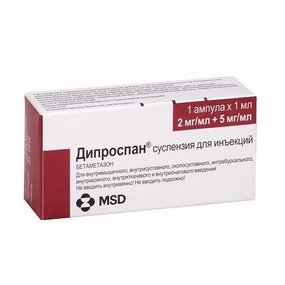 1 ампула х 1 мл
2 мг/мл + 5 мг/мл
Дипроспан® суспензия для инъекций
БЕТАМЕТАЗОН
Для внутримышечного, внутрисуставного, околосуставного, интрабурсального,
внутрикожного, внутритканевого и внутриочагового введения
Не вводить внутривенно! Не вводить подкожно!
MSD